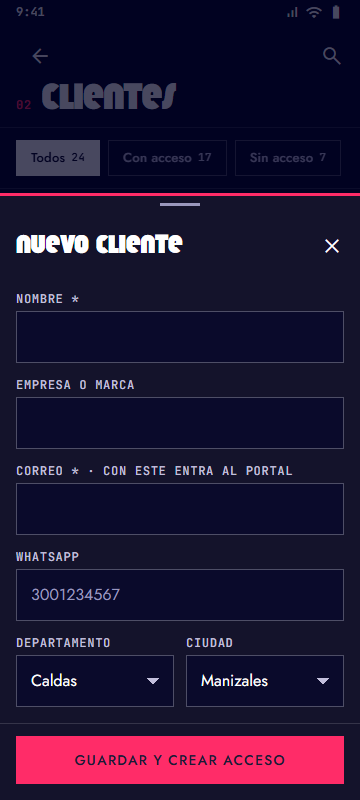 9:41
02 CLIENTES
Todos 24 Con acceso 17 Sin acceso 7
NUEVO CLIENTE
NOMBRE *
EMPRESA O MARCA
CORREO * · CON ESTE ENTRA AL PORTAL
WHATSAPP
3001234567
DEPARTAMENTO CIUDAD
Caldas Manizales
GUARDAR Y CREAR ACCESO